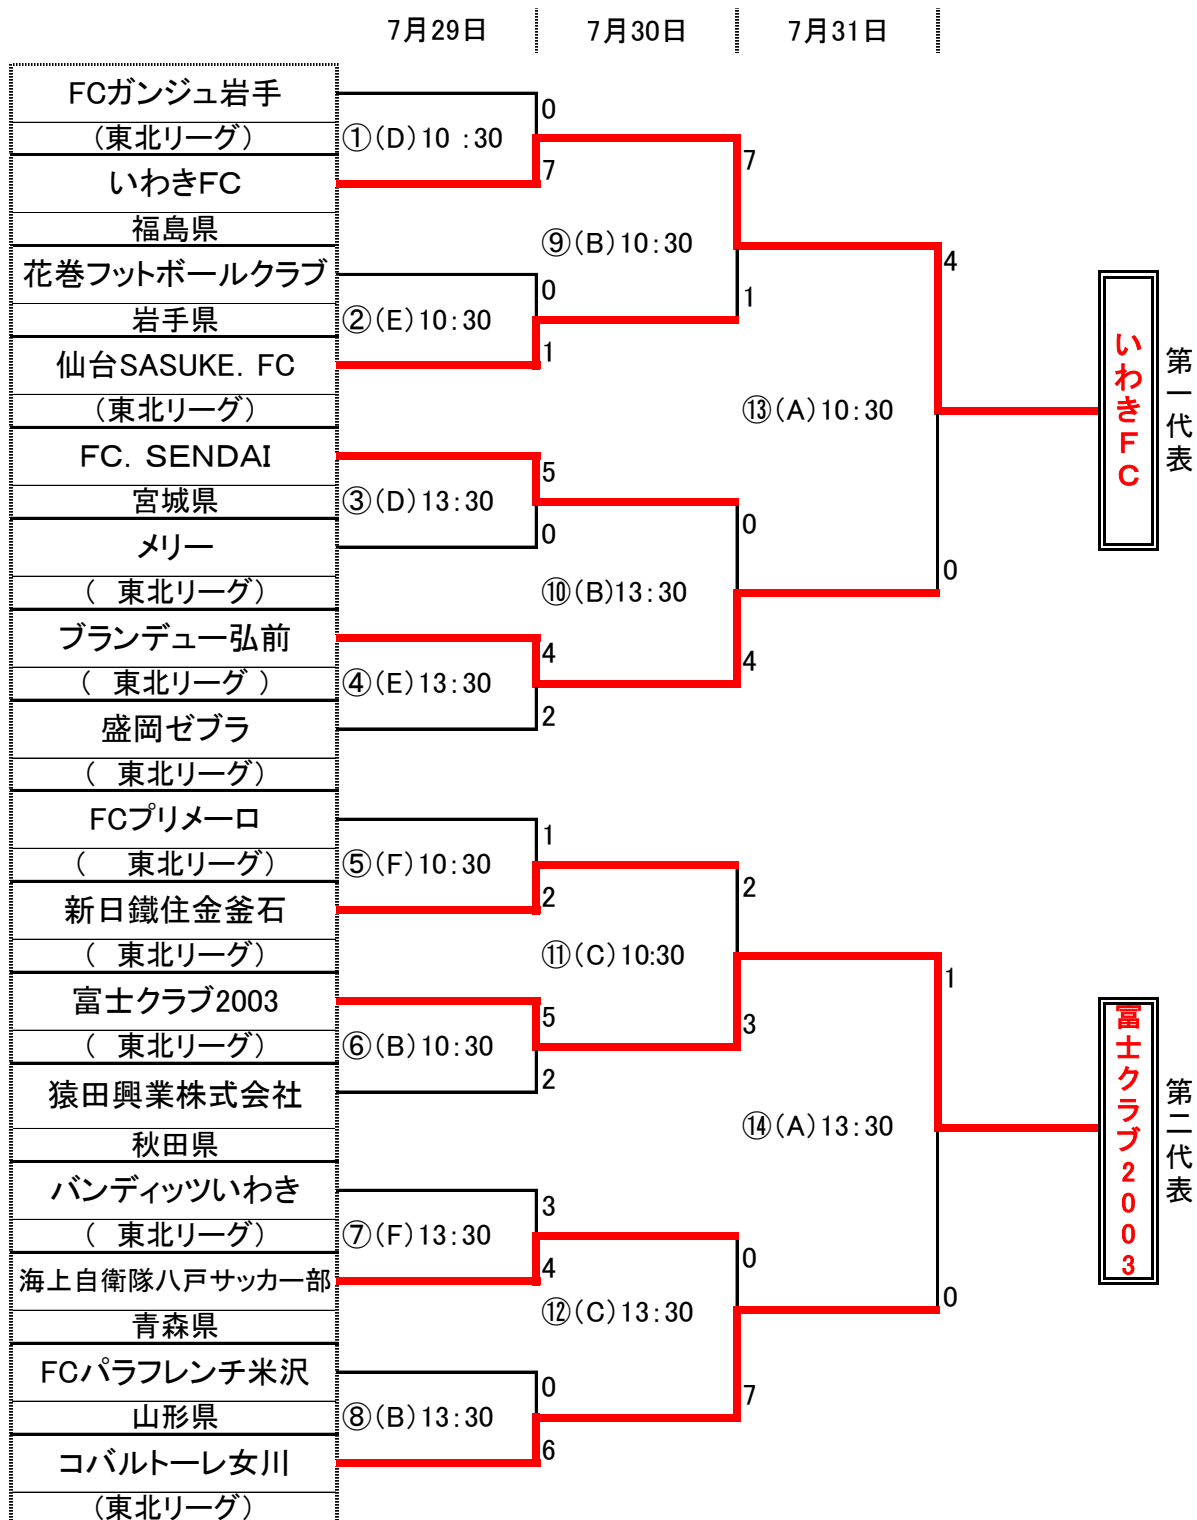 7月29日 7月30日 7月31日
FCガンジュ岩手
(東北リーグ)
いわきFC
福島県
花巻フットボールクラブ
岩手県
仙台SASUKE．FC
(東北リーグ)
FC．SENDAI
宮城県
メリー
( 東北リーグ)
ブランデュー弘前
( 東北リーグ )
盛岡ゼブラ
( 東北リーグ)
FCプリメーロ
( 東北リーグ)
新日鐵住金釜石
( 東北リーグ)
富士クラブ2003
( 東北リーグ)
猿田興業株式会社
秋田県
バンディッツいわき
( 東北リーグ)
海上自衛隊八戸サッカー部
青森県
FCパラフレンチ米沢
山形県
コバルトーレ女川
(東北リーグ)
0
①(D)10 :30
7
0
②(E)10:30
1
5
③(D)13:30
0
4
④(E)13:30
2
1
⑤(F)10:30
2
5
⑥(B)10:30
2
3
⑦(F)13:30
4
0
⑧(B)13:30
6
7
⑨(B)10:30
1
0
⑩(B)13:30
4
2
⑪(C)10:30
3
0
⑫(C)13:30
7
4
⑬(A)10:30
0
1
⑭(A)13:30
0
いわきFC
第一代表
富士クラブ2003
第二代表